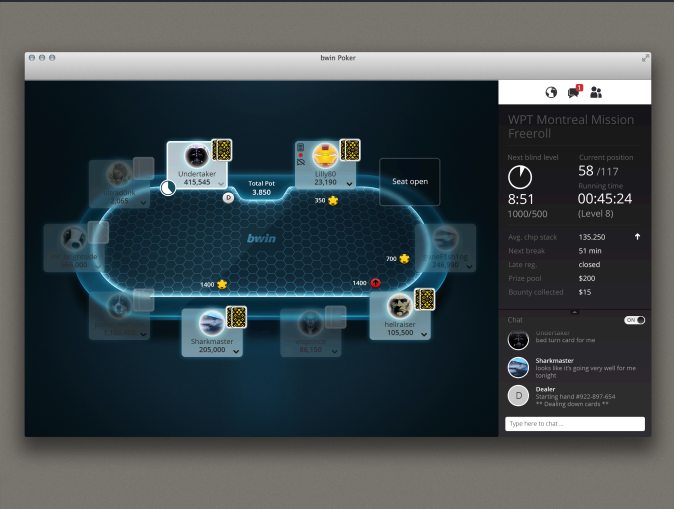 bwin Poker
1
WPT Montreal Mission
Freeroll
Next blind level
Current position
58 /117
Running time
8:51
00:45:24
1000/500
(Level 8)
Avg. chip stack
135.250
Next break
51 min
Late reg.
closed
Prize pool
$200
Bounty collected
$15
Undertaker
415,545
Lilly80
23,190
Seat open
Total Pot
3.850
D
350
bwin
700
1400
1400
Sharkmaster
205,000
hellraiser
105,500
Chat
ON
Undertaker
bad turn card for me
Sharkmaster
looks like it's going very well for me
tonight
D
Dealer
Starting hand #922-897-654
** Dealing down cards **
Type here to chat ...